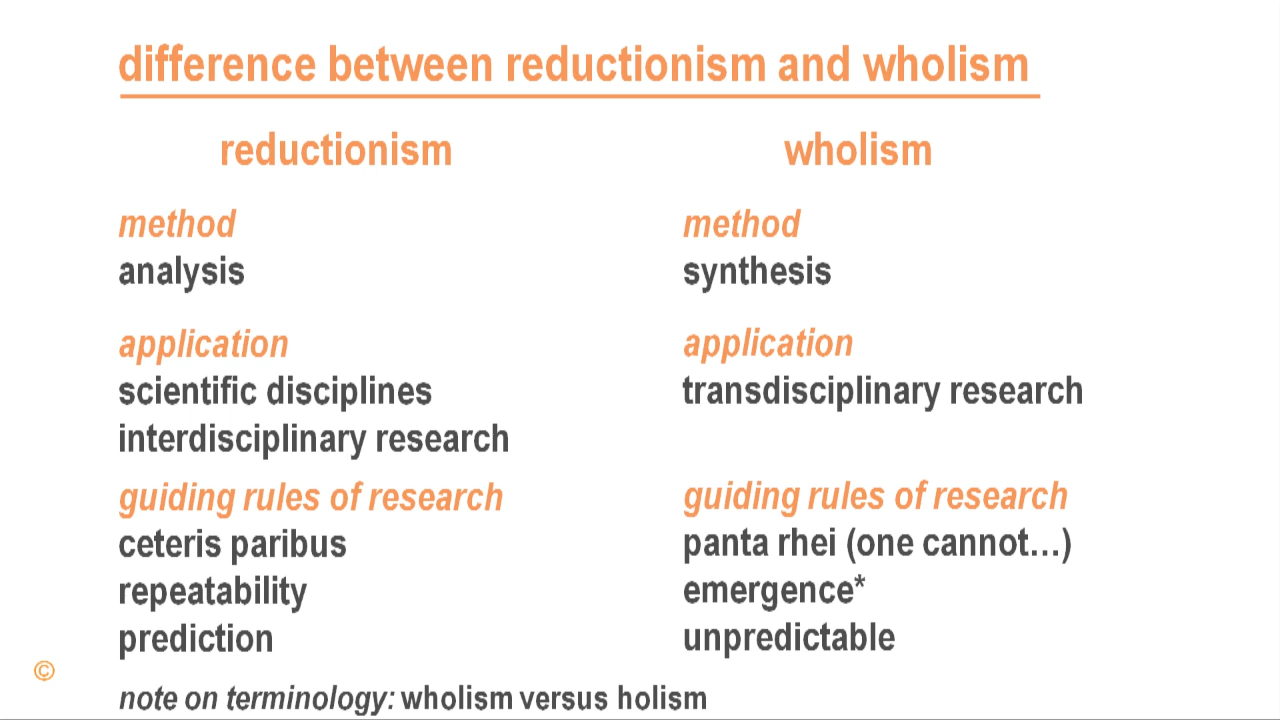 difference between reductionism and wholism
reductionism
method
analysis
application
scientific disciplines
interdisciplinary research
guiding rules of research
ceteris paribus
repeatability
prediction
wholism
method
synthesis
application
transdisciplinary research
guiding rules of research
panta rhei (one cannot...)
emergence*
unpredictable
©
note on terminology: wholism versus holism